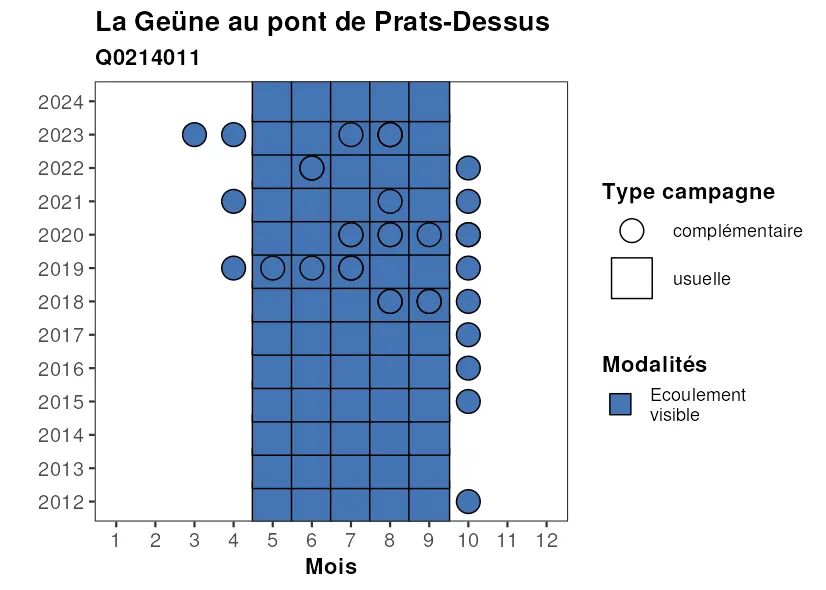 La Geüne au pont de Prats-Dessus
Q0214011
2024
2023
2022
2021
2020
2019
2018
2017
2016
2015
2014
2013
2012
1 2 3 4 5 6 7 8 9 10 11 12
Mois
Type campagne
complémentaire
usuelle
Modalités
Ecoulement
visible